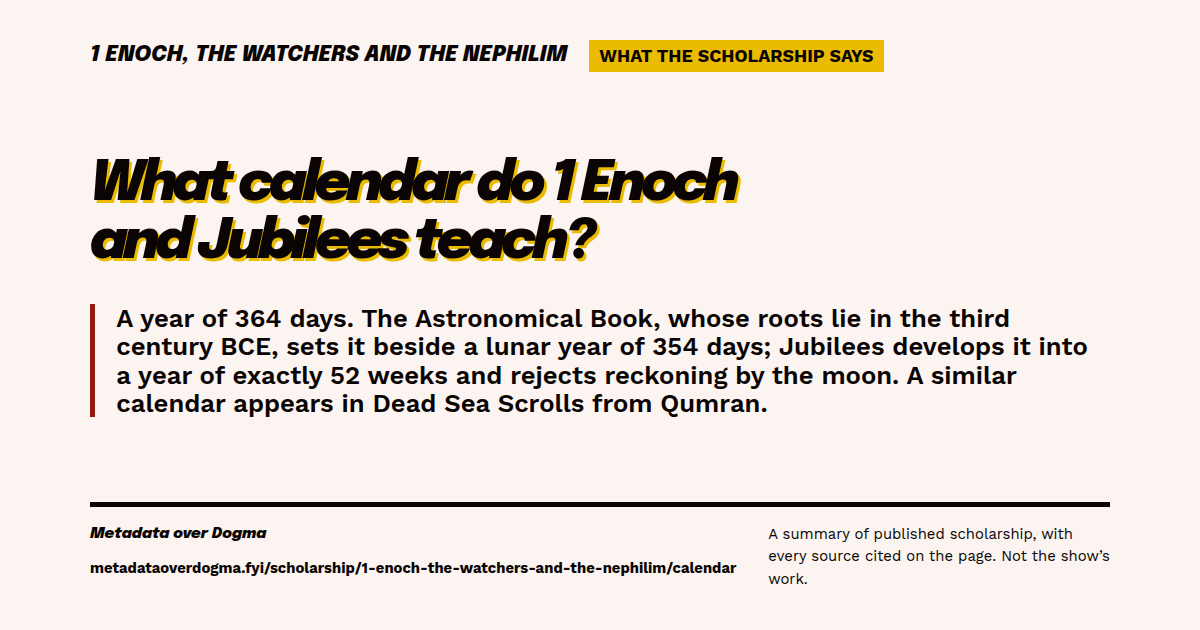 1 ENOCH, THE WATCHERS AND THE NEPHILIM
WHAT THE SCHOLARSHIP SAYS
What calendar do 1 Enoch
and Jubilees teach?
A year of 364 days. The Astronomical Book, whose roots lie in the third
century BCE, sets it beside a lunar year of 354 days; Jubilees develops it into
a year of exactly 52 weeks and rejects reckoning by the moon. A similar
calendar appears in Dead Sea Scrolls from Qumran.
Metadata over Dogma
metadataoverdogma.fyi/scholarship/1-enoch-the-watchers-and-the-nephilim/calendar
A summary of published scholarship, with
every source cited on the page. Not the show’s
work.